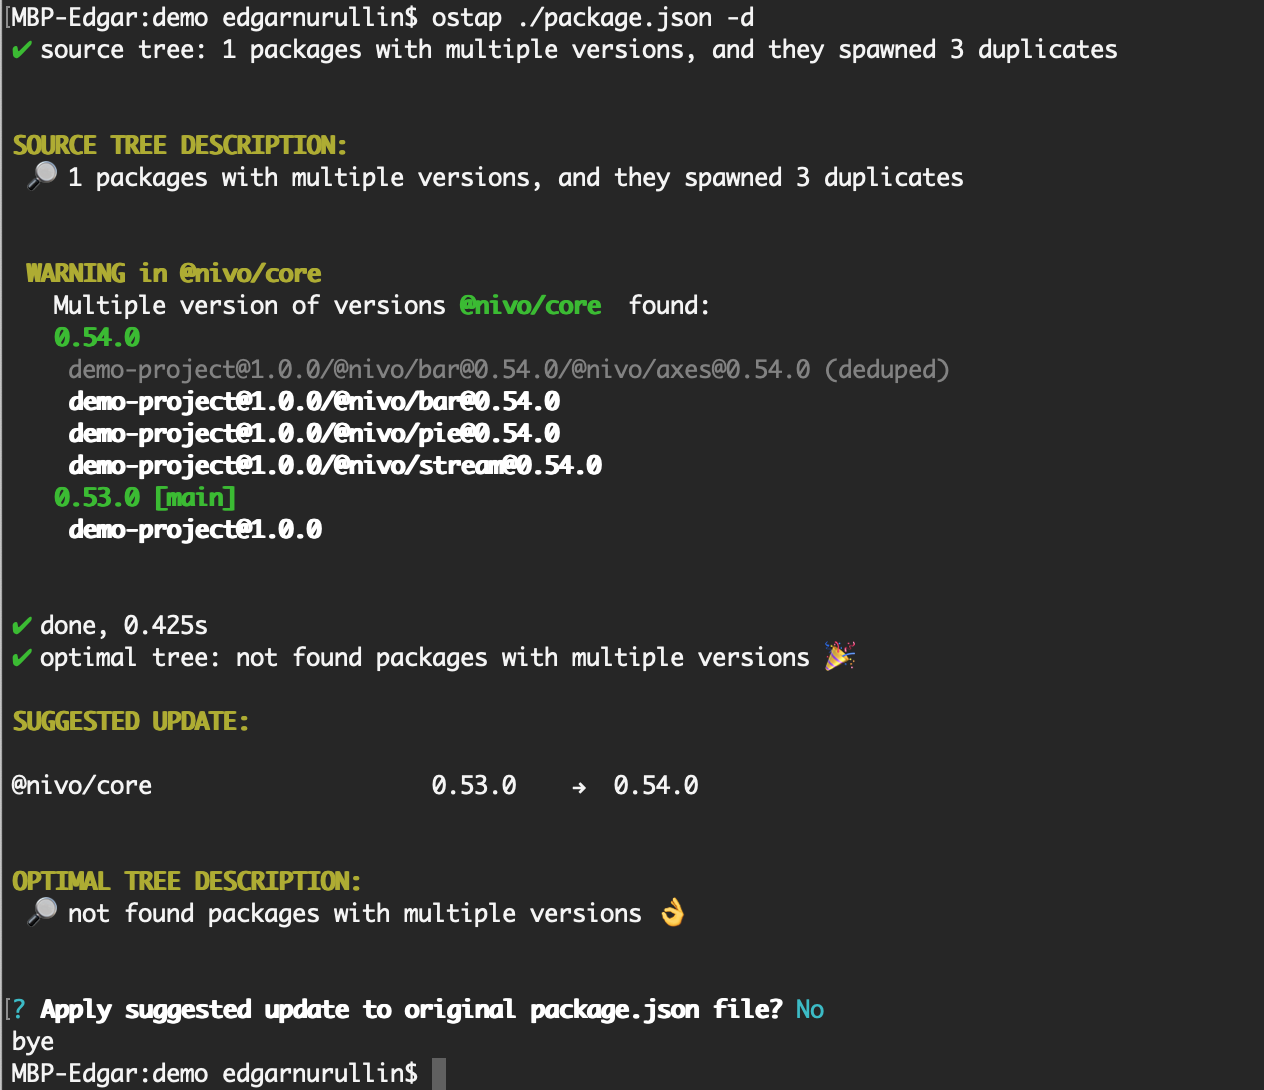 [MBP-Edgar:demo edgarnurullin$ ostap ./package.json -d
✔ source tree: 1 packages with multiple versions, and they spawned 3 duplicates
SOURCE TREE DESCRIPTION:
🔎 1 packages with multiple versions, and they spawned 3 duplicates
WARNING in @nivo/core
Multiple version of versions @nivo/core  found:
0.54.0
demo-project@1.0.0/@nivo/bar@0.54.0/@nivo/axes@0.54.0 (deduped)
demo-project@1.0.0/@nivo/bar@0.54.0
demo-project@1.0.0/@nivo/pie@0.54.0
demo-project@1.0.0/@nivo/stream@0.54.0
0.53.0 [main]
demo-project@1.0.0
✔ done, 0.425s
✔ optimal tree: not found packages with multiple versions 🎉
SUGGESTED UPDATE:
@nivo/core 0.53.0 → 0.54.0
OPTIMAL TREE DESCRIPTION:
🔎 not found packages with multiple versions 👌
[? Apply suggested update to original package.json file? No
bye
MBP-Edgar:demo edgarnurullin$